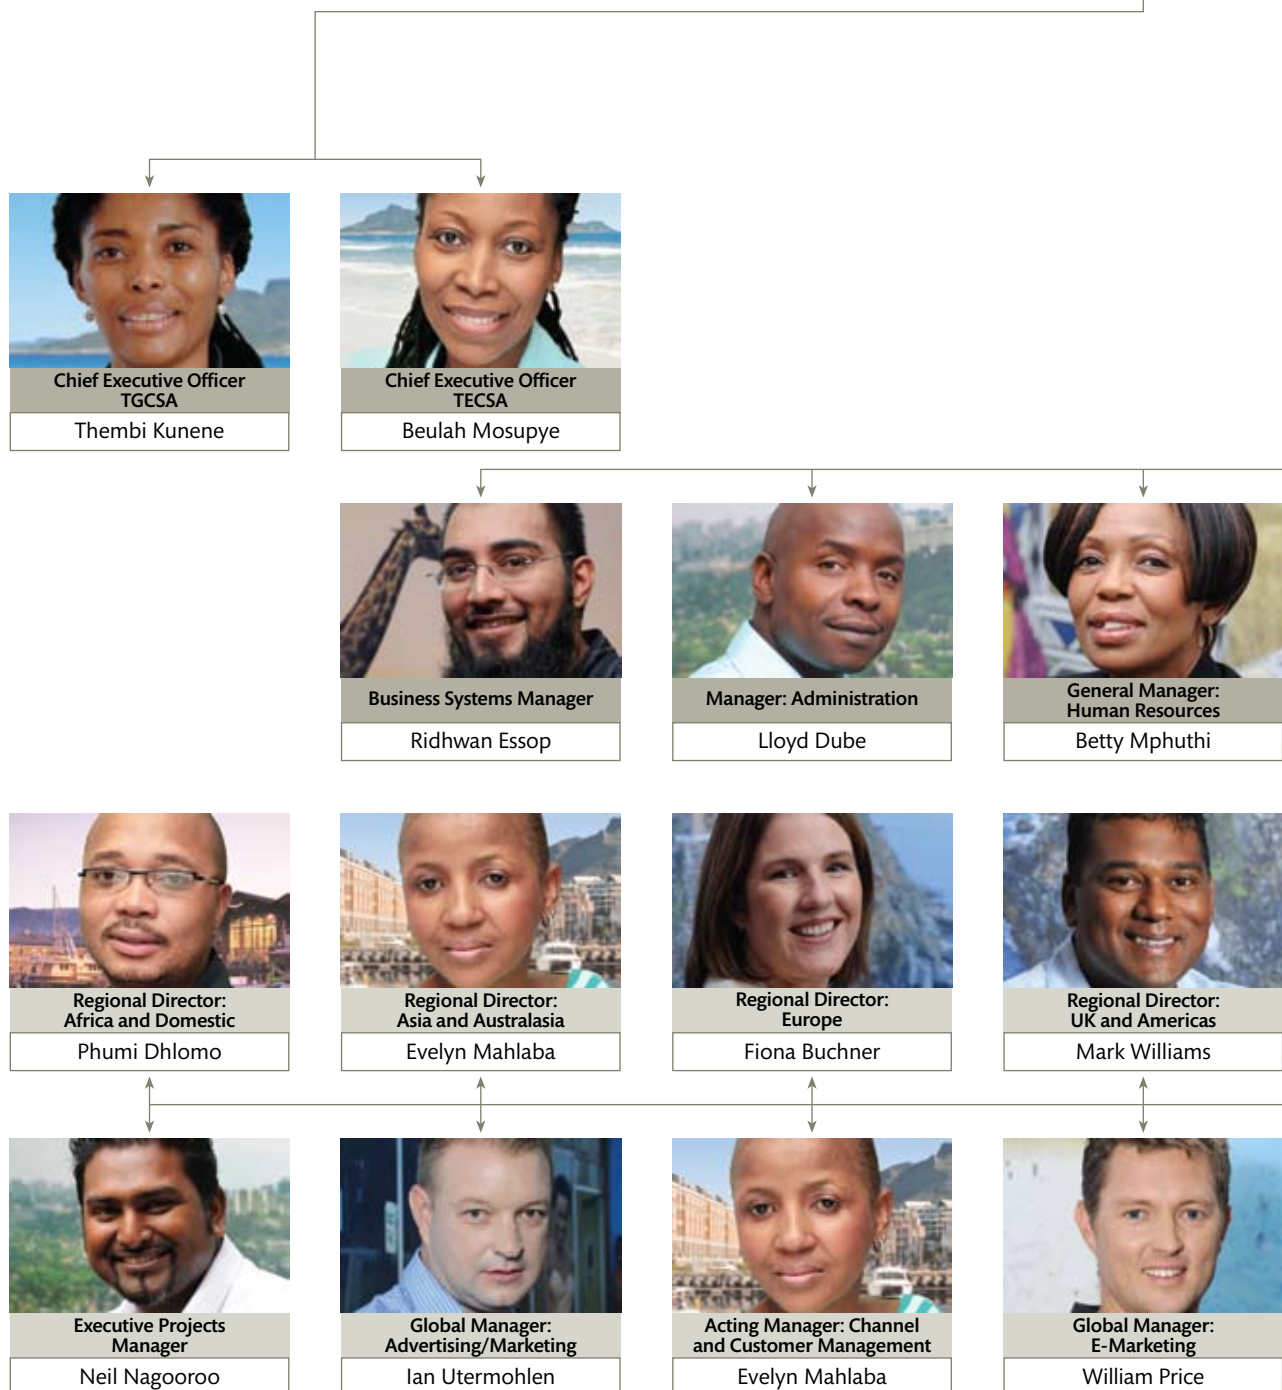 Chief Executive Officer
TGCSA
Thembi Kunene
Chief Executive Officer
TECSA
Beulah Mosupye
Business Systems Manager
Ridhwan Essop
Manager: Administration
Lloyd Dube
General Manager:
Human Resources
Betty Mphuthi
Regional Director:
Africa and Domestic
Phumi Dhlomo
Regional Director:
Asia and Australasia
Evelyn Mahlaba
Regional Director:
Europe
Fiona Buchner
Regional Director:
UK and Americas
Mark Williams
Executive Projects
Manager
Neil Nagooroo
Global Manager:
Advertising/Marketing
Ian Utermohlen
Acting Manager: Channel
and Customer Management
Evelyn Mahlaba
Global Manager:
E-Marketing
William Price